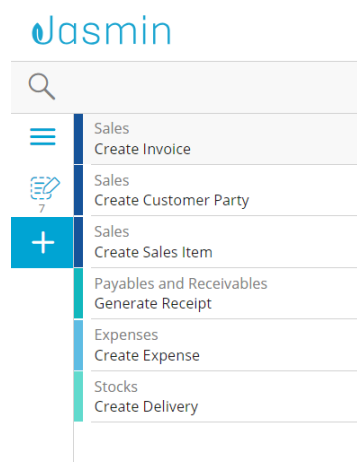 Jasmin
Sales
Create Invoice
Sales
Create Customer Party
7
Sales
Create Sales Item
Payables and Receivables
Generate Receipt
Expenses
Create Expense
Stocks
Create Delivery